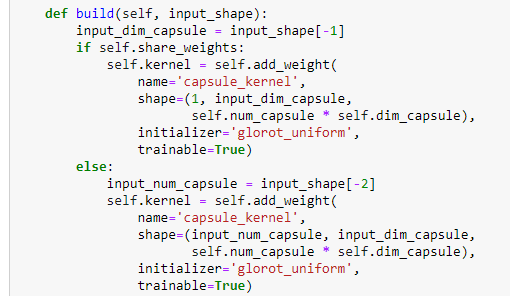 def build(self, input_shape):
    input_dim_capsule = input_shape[-1]
    if self.share_weights:
        self.kernel = self.add_weight(
            name='capsule_kernel',
            shape=(1, input_dim_capsule,
                   self.num_capsule * self.dim_capsule),
            initializer='glorot_uniform',
            trainable=True)
    else:
        input_num_capsule = input_shape[-2]
        self.kernel = self.add_weight(
            name='capsule_kernel',
            shape=(input_num_capsule, input_dim_capsule,
                   self.num_capsule * self.dim_capsule),
            initializer='glorot_uniform',
            trainable=True)